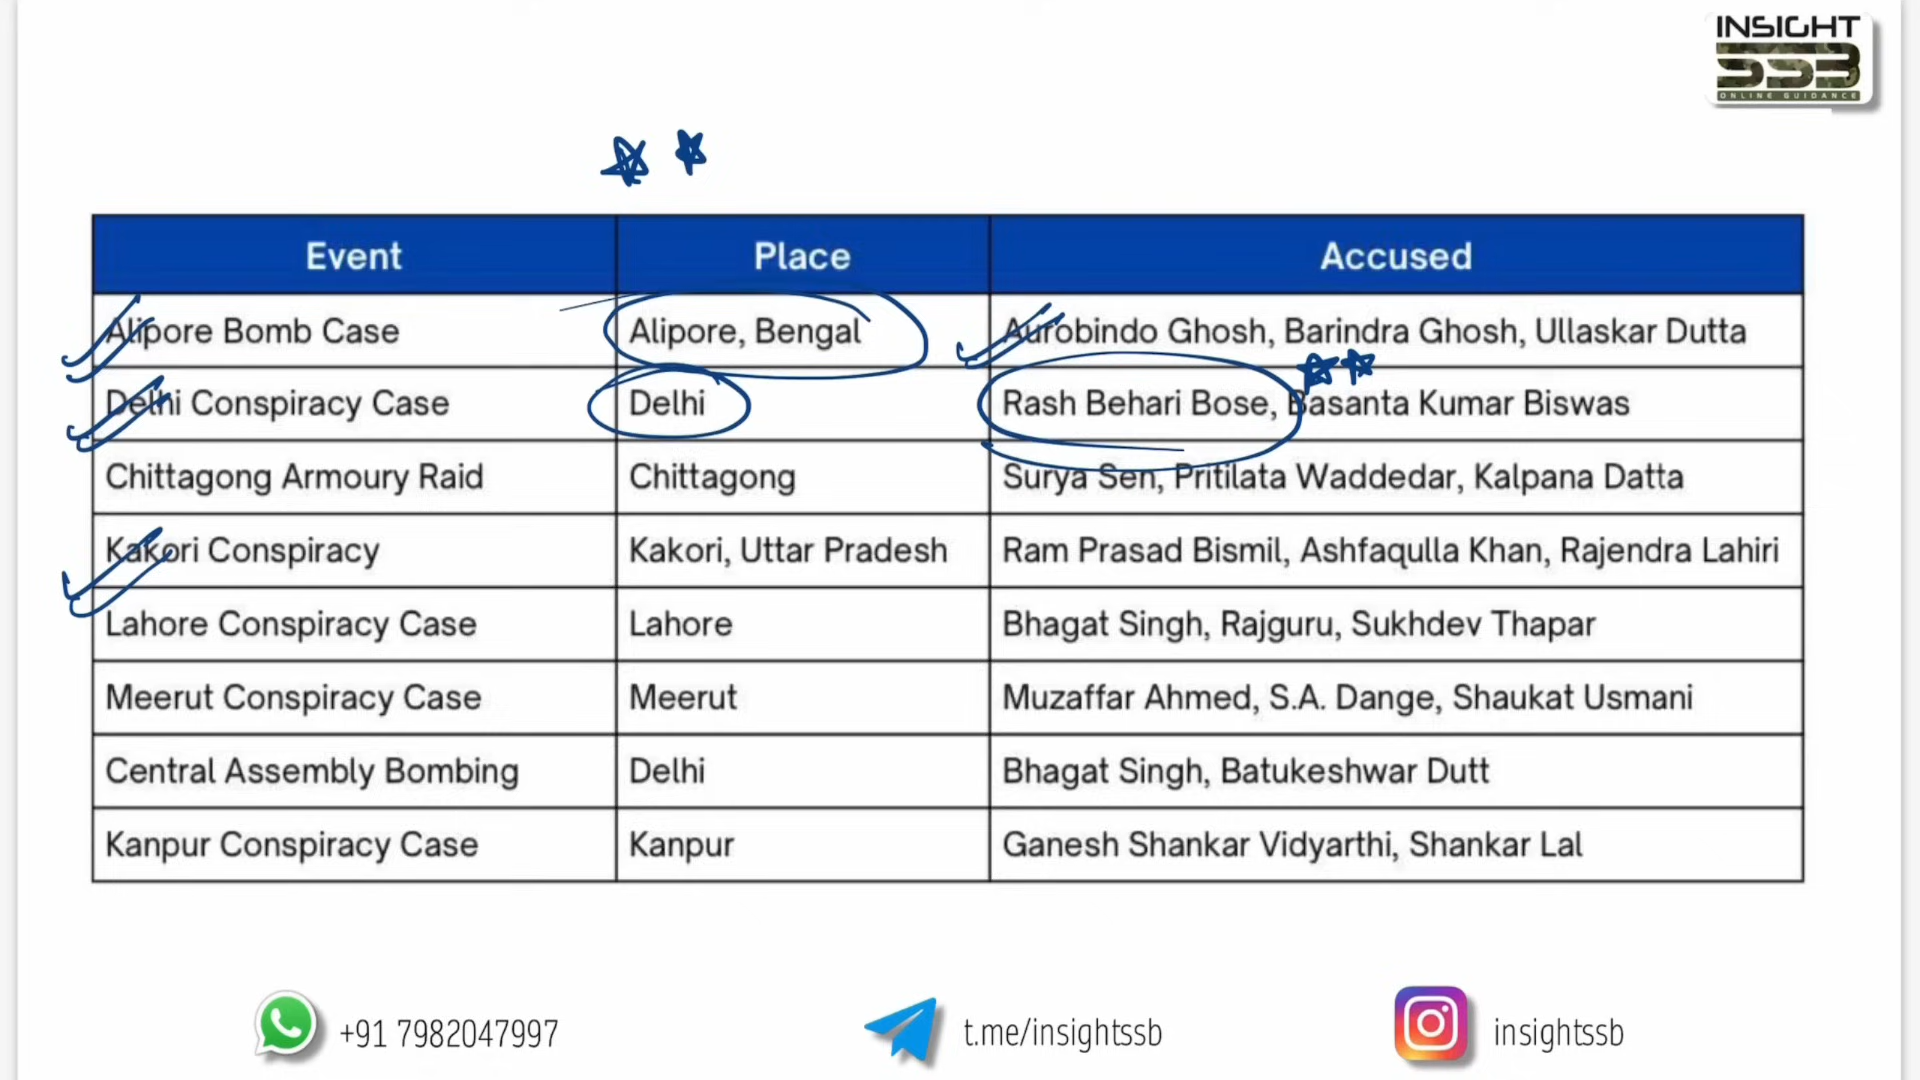 INSIGHT
SSB
ONLINE GUIDANCE
Event Place Accused
Alipore Bomb Case Alipore, Bengal Aurobindo Ghosh, Barindra Ghosh, Ullaskar Dutta
Delhi Conspiracy Case Delhi Rash Behari Bose, Basanta Kumar Biswas
Chittagong Armoury Raid Chittagong Surya Sen, Pritilata Waddedar, Kalpana Datta
Kakori Conspiracy Kakori, Uttar Pradesh Ram Prasad Bismil, Ashfaqulla Khan, Rajendra Lahiri
Lahore Conspiracy Case Lahore Bhagat Singh, Rajguru, Sukhdev Thapar
Meerut Conspiracy Case Meerut Muzaffar Ahmed, S.A. Dange, Shaukat Usmani
Central Assembly Bombing Delhi Bhagat Singh, Batukeshwar Dutt
Kanpur Conspiracy Case Kanpur Ganesh Shankar Vidyarthi, Shankar Lal
+91 7982047997 t.me/insightssb insightssb